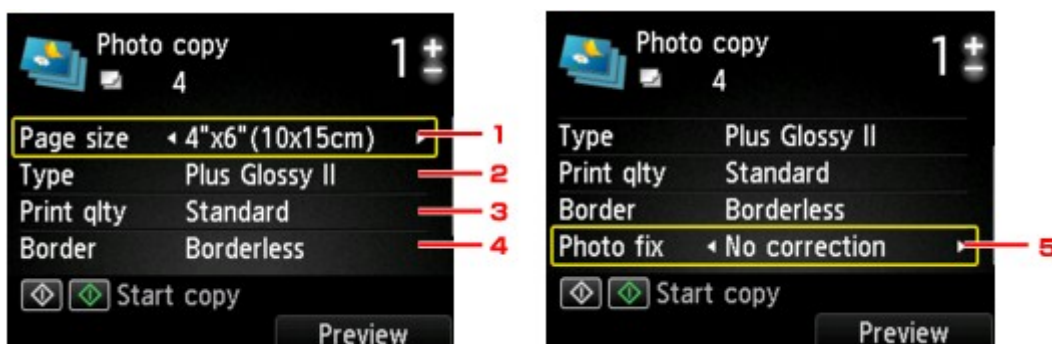 Photo copy
4
1 + -
Page size 4"x6"(10x15cm) 1
Type Plus Glossy II 2
Print qlty Standard 3
Border Borderless 4
Start copy
Preview
Photo copy
4
1 + -
Type Plus Glossy II
Print qlty Standard
Border Borderless
Photo fix No correction 5
Start copy
Preview